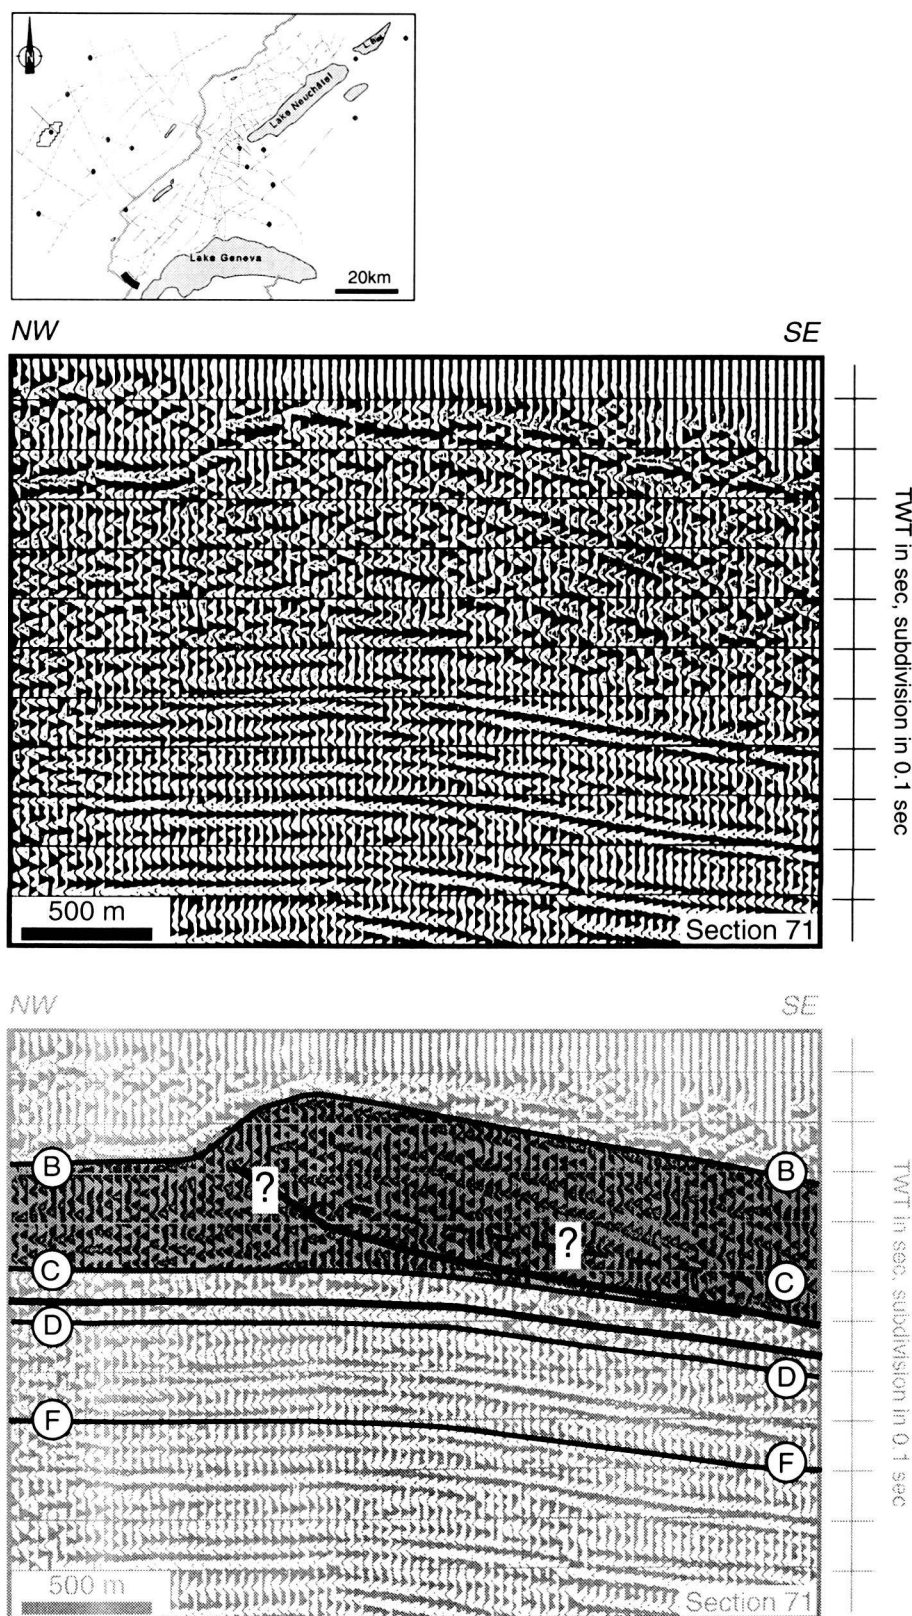 N
L. Biel
Lake Neuchâtel
Lake Geneva
20km
NW
SE
TWT in sec, subdivision in 0.1 sec
500 m
Section 71
NW
SE
B
B
?
?
C
C
D
D
F
F
TWT in sec, subdivision in 0.1 sec
500 m
Section 71